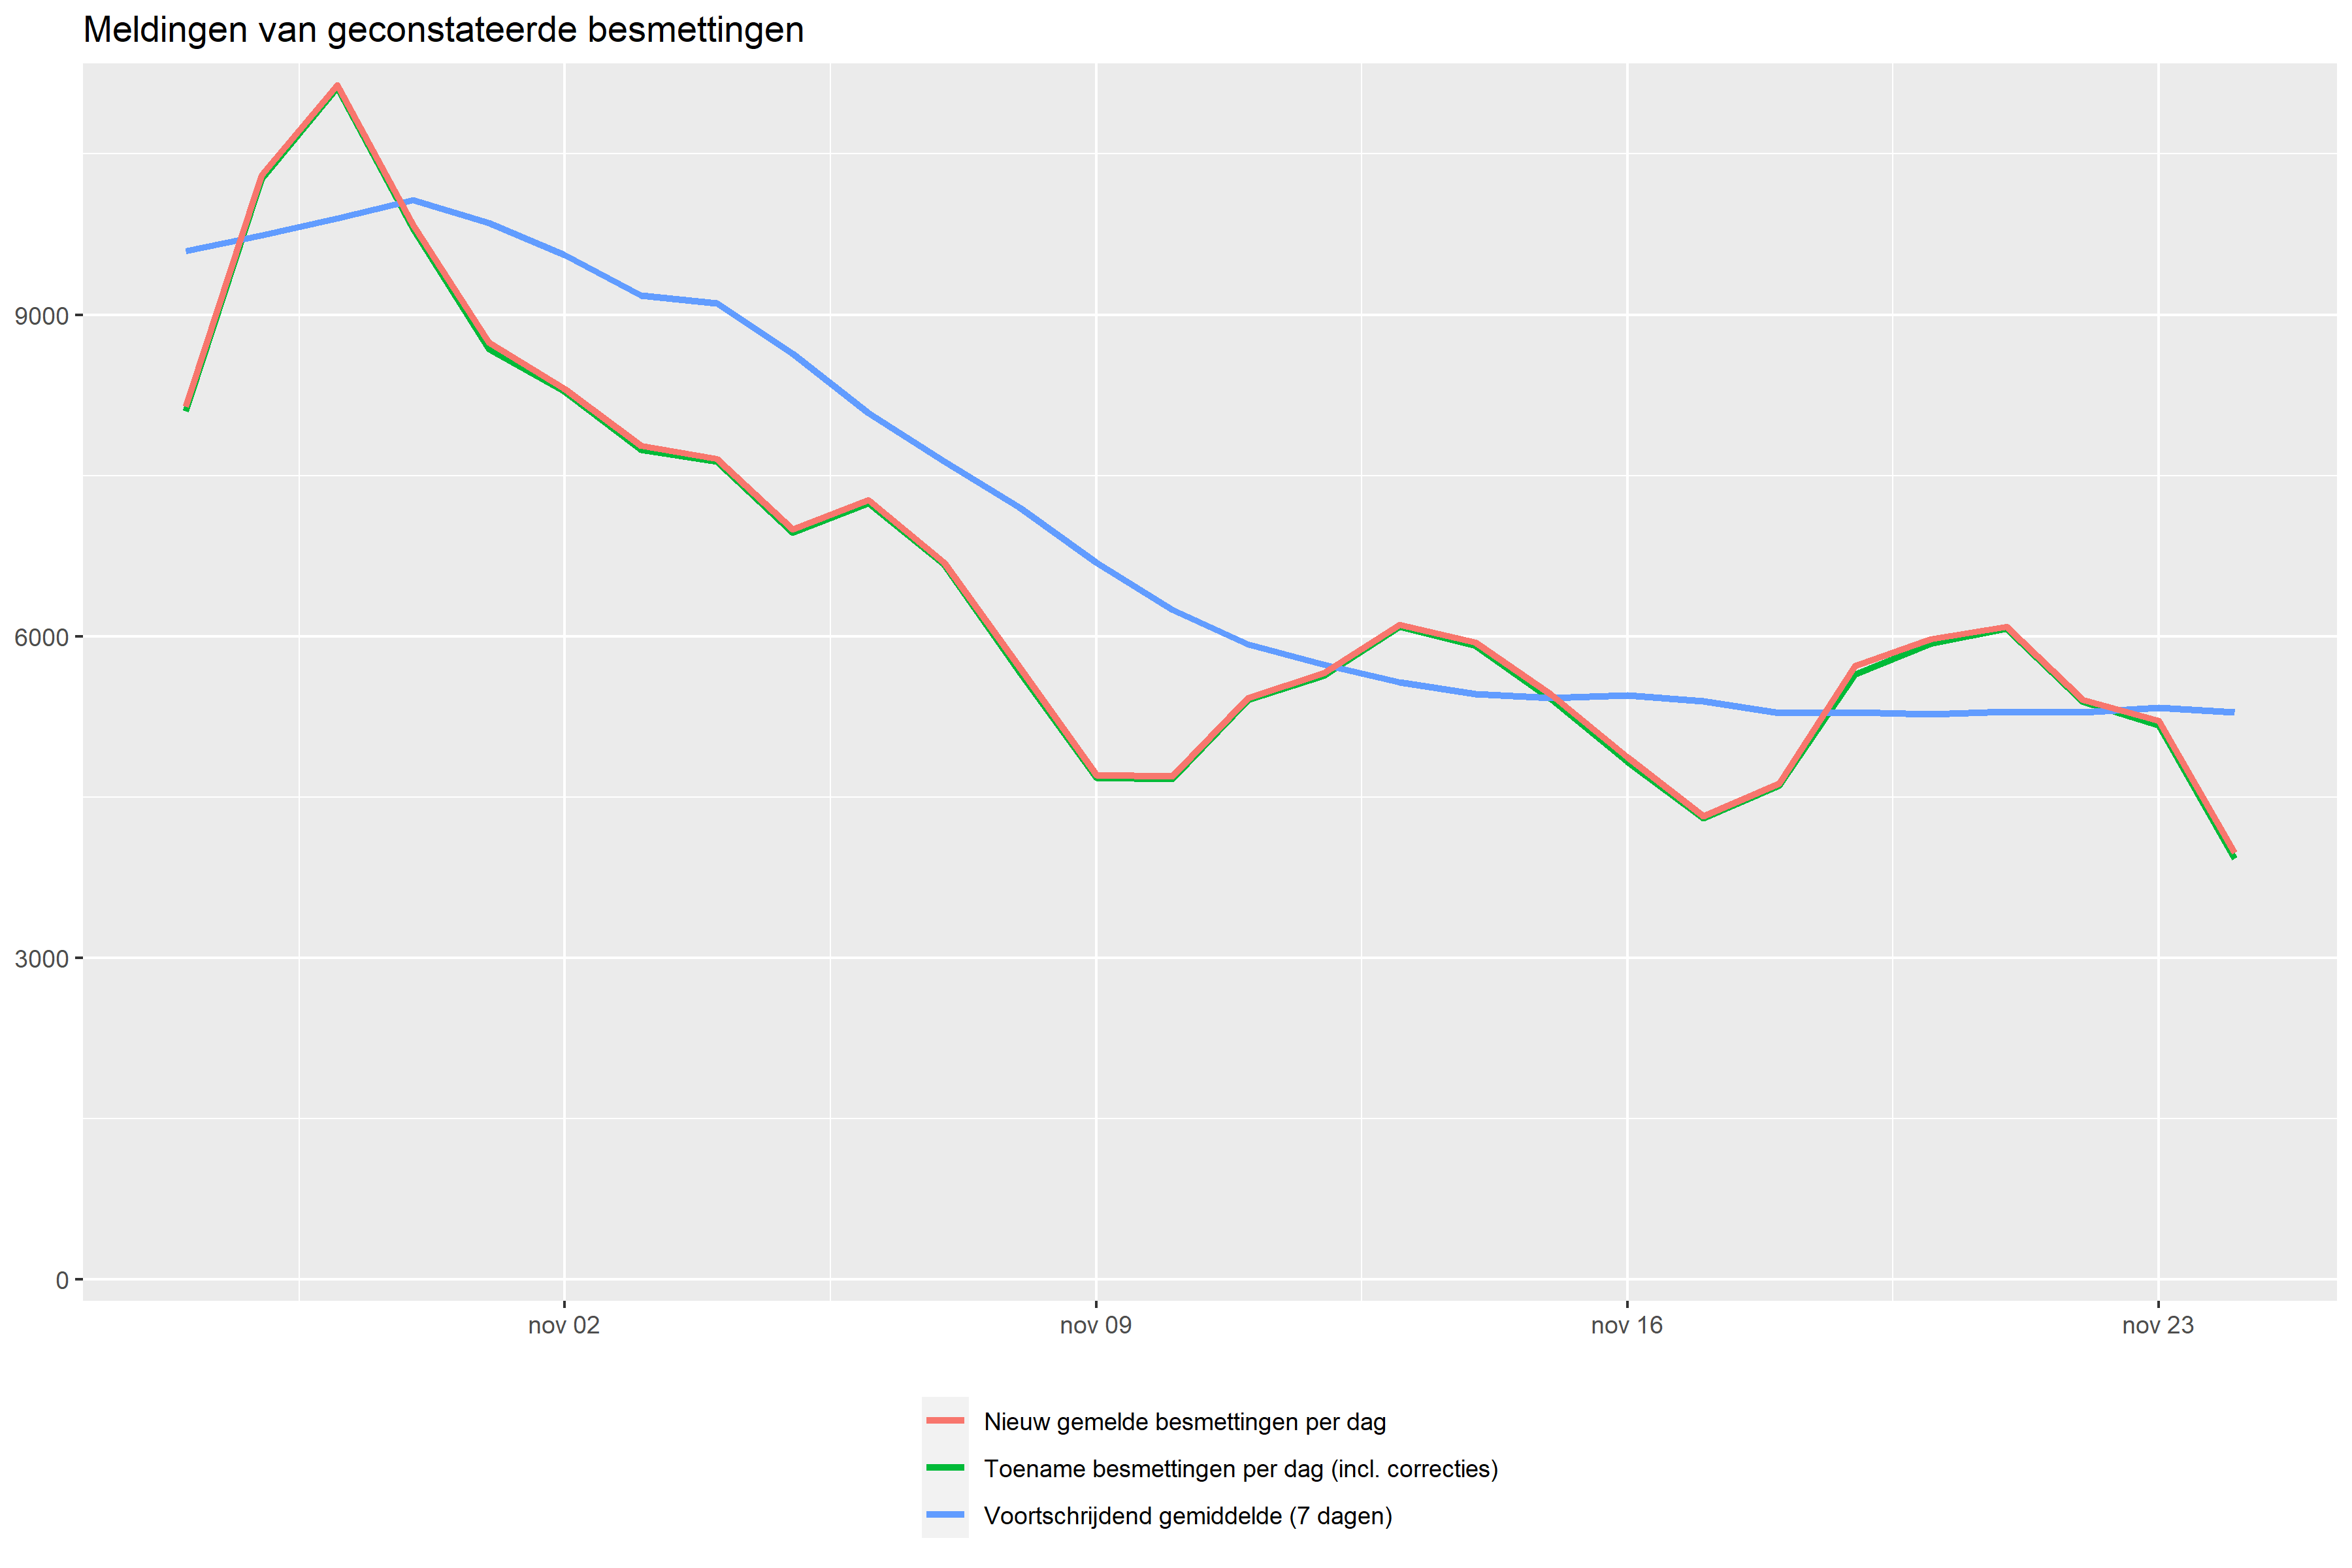 Meldingen van geconstateerde besmettingen
9000
6000
3000
0
nov 02
nov 09
nov 16
nov 23
Nieuw gemelde besmettingen per dag
Toename besmettingen per dag (incl. correcties)
Voortschrijdend gemiddelde (7 dagen)